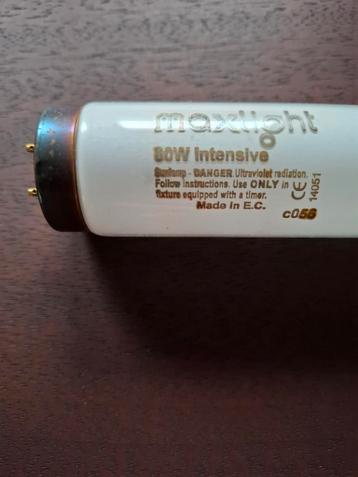 maxlight
80W Intensive
Sunlamp - DANGER Ultraviolet radiation.
Follow instructions. Use ONLY in CE
fixture equipped with a timer.
Made in E.C.
14051
c056